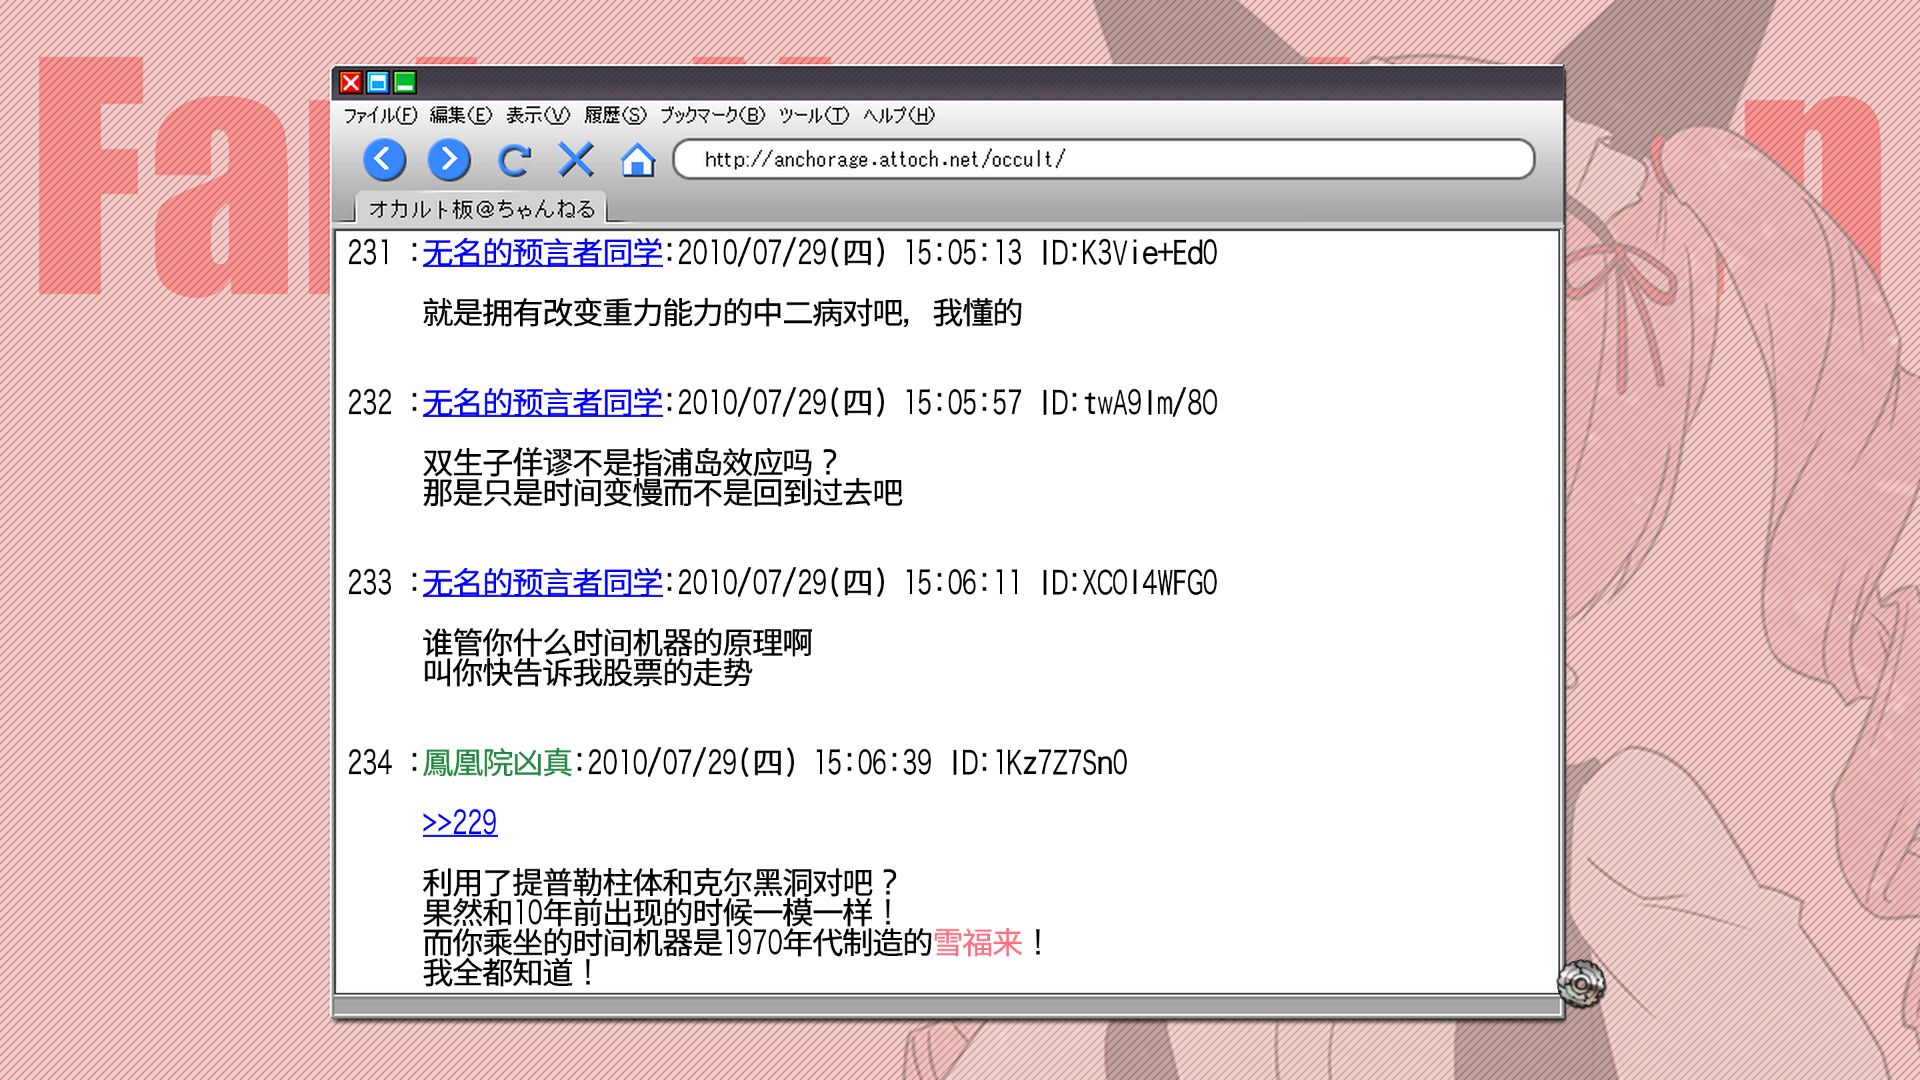 ファイル(F) 編集(E) 表示(V) 履歴(S) ブックマーク(B) ツール(T) ヘルプ(H)
http://anchorage.attoch.net/occult/
オカルト板@ちゃんねる
231 :无名的预言者同学:2010/07/29(四) 15:05:13 ID:K3Vie+Ed0
就是拥有改变重力能力的中二病对吧，我懂的
232 :无名的预言者同学:2010/07/29(四) 15:05:57 ID:twA9Im/80
双生子佯谬不是指浦岛效应吗？
那是只是时间变慢而不是回到过去吧
233 :无名的预言者同学:2010/07/29(四) 15:06:11 ID:XCOI4WFG0
谁管你什么时间机器的原理啊
叫你快告诉我股票的走势
234 :鳳凰院凶真:2010/07/29(四) 15:06:39 ID:1Kz7Z7Sn0
>>229
利用了提普勒柱体和克尔黑洞对吧？
果然和10年前出现的时候一模一样！
而你乘坐的时间机器是1970年代制造的雪福来！
我全都知道！